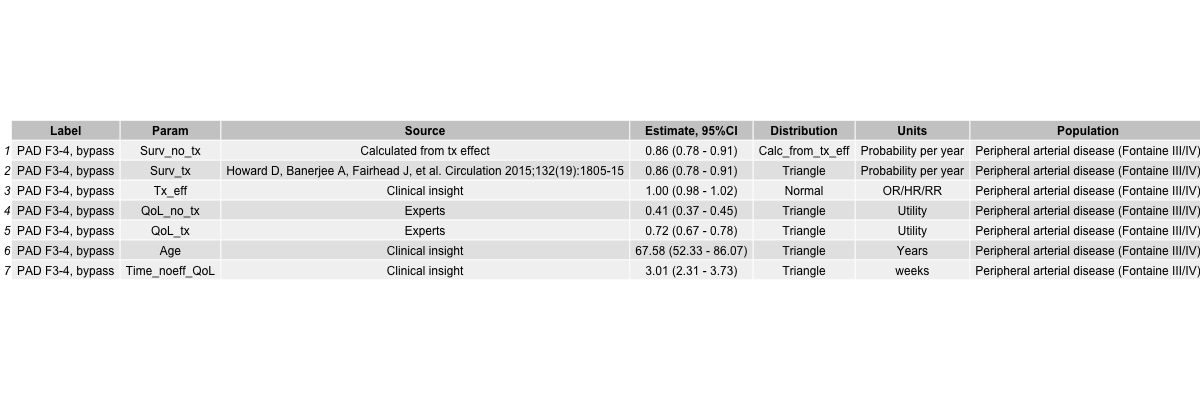 Label Param Source Estimate, 95%CI Distribution Units Population
1 PAD F3-4, bypass Surv_no_tx Calculated from tx effect 0.86 (0.78 - 0.91) Calc_from_tx_eff Probability per year Peripheral arterial disease (Fontaine III/IV)
2 PAD F3-4, bypass Surv_tx Howard D, Banerjee A, Fairhead J, et al. Circulation 2015;132(19):1805-15 0.86 (0.78 - 0.91) Triangle Probability per year Peripheral arterial disease (Fontaine III/IV)
3 PAD F3-4, bypass Tx_eff Clinical insight 1.00 (0.98 - 1.02) Normal OR/HR/RR Peripheral arterial disease (Fontaine III/IV)
4 PAD F3-4, bypass QoL_no_tx Experts 0.41 (0.37 - 0.45) Triangle Utility Peripheral arterial disease (Fontaine III/IV)
5 PAD F3-4, bypass QoL_tx Experts 0.72 (0.67 - 0.78) Triangle Utility Peripheral arterial disease (Fontaine III/IV)
6 PAD F3-4, bypass Age Clinical insight 67.58 (52.33 - 86.07) Triangle Years Peripheral arterial disease (Fontaine III/IV)
7 PAD F3-4, bypass Time_noeff_QoL Clinical insight 3.01 (2.31 - 3.73) Triangle weeks Peripheral arterial disease (Fontaine III/IV)